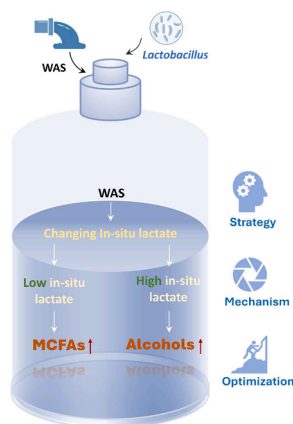 WAS
Lactobacillus
WAS
Changing In-situ lactate
Low in-situ
lactate
High in-situ
lactate
MCFAs↑
Alcohols↑
Strategy
Mechanism
Optimization